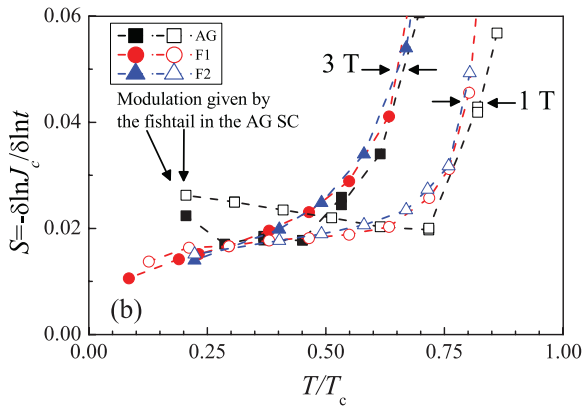 0.06
0.04
0.02
0.00
S=-δlnJc/δlnt
AG
F1
F2
Modulation given by
the fishtail in the AG SC
3 T
1 T
(b)
0.00 0.25 0.50 0.75 1.00
T/Tc